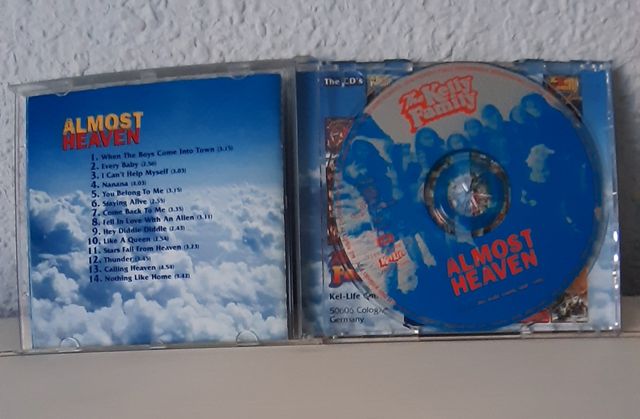 ALMOST
HEAVEN
1. When The Boys Come Into Town (3.15)
2. Every Baby (2.50)
3. I Can't Help Myself (3.03)
4. Nanana (3.03)
5. You Belong To Me (3.15)
6. Staying Alive (2.55)
7. Come Back To Me (3.35)
8. Fell In Love With An Alien (3.11)
9. Hey Diddle Diddle (2.43)
10. Like A Queen (2.54)
11. Stars Fall From Heaven (3.23)
12. Thunder (3.45)
13. Calling Heaven (4.54)
14. Nothing Like Home (3.42)
The CD's
The Kelly
Family
ALMOST
HEAVEN
Kel-Life
50606 Cologne
Germany